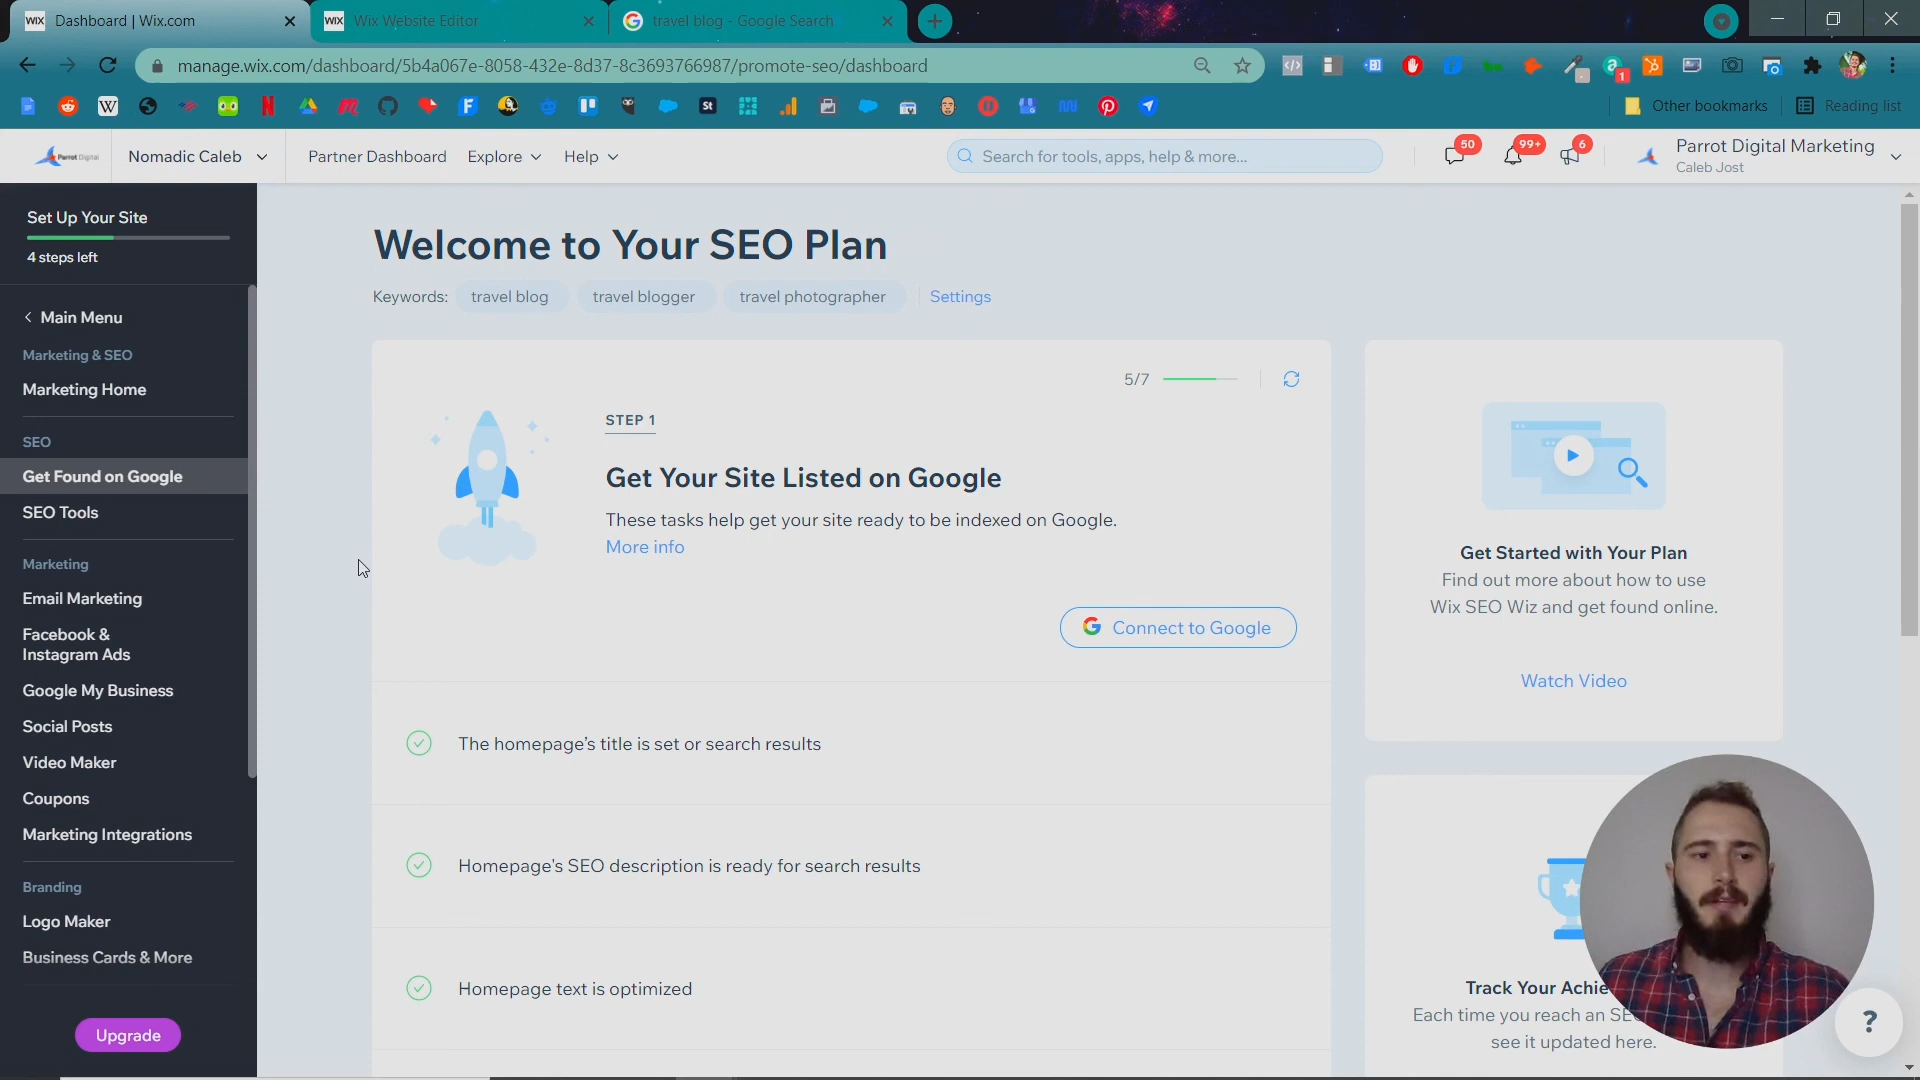 WiX Dashboard | Wix.com
WiX Wix Website Editor
travel blog - Google Search
manage.wix.com/dashboard/5b4a067e-8058-432e-8d37-8c3693766987/promote-seo/dashboard
1
W
St
Other bookmarks
Reading list
Parrot Digital
Nomadic Caleb
Partner Dashboard
Explore
Help
Search for tools, apps, help & more...
50
99+
6
Parrot Digital Marketing
Caleb Jost
Set Up Your Site
4 steps left
Main Menu
Marketing & SEO
Marketing Home
SEO
Get Found on Google
SEO Tools
Marketing
Email Marketing
Facebook &
Instagram Ads
Google My Business
Social Posts
Video Maker
Coupons
Marketing Integrations
Branding
Logo Maker
Business Cards & More
Upgrade
Welcome to Your SEO Plan
Keywords: travel blog travel blogger travel photographer Settings
5/7
STEP 1
Get Your Site Listed on Google
These tasks help get your site ready to be indexed on Google.
More info
Connect to Google
The homepage's title is set or search results
Homepage's SEO description is ready for search results
Homepage text is optimized
Get Started with Your Plan
Find out more about how to use
Wix SEO Wiz and get found online.
Watch Video
Track Your Achie
Each time you reach an SE
see it updated here.
?